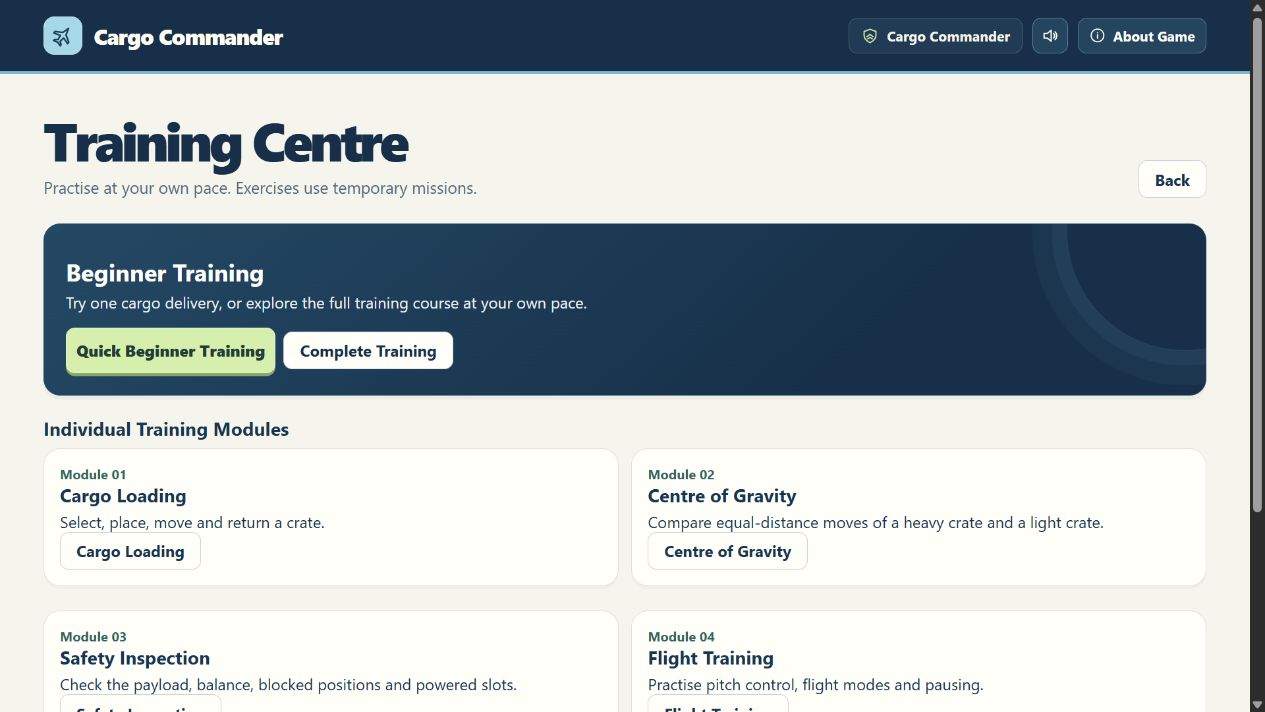 Cargo Commander
Cargo Commander
About Game
Training Centre
Practise at your own pace. Exercises use temporary missions.
Back
Beginner Training
Try one cargo delivery, or explore the full training course at your own pace.
Quick Beginner Training
Complete Training
Individual Training Modules
Module 01
Cargo Loading
Select, place, move and return a crate.
Cargo Loading
Module 02
Centre of Gravity
Compare equal-distance moves of a heavy crate and a light crate.
Centre of Gravity
Module 03
Safety Inspection
Check the payload, balance, blocked positions and powered slots.
Safety Inspection
Module 04
Flight Training
Practise pitch control, flight modes and pausing.
Flight Training